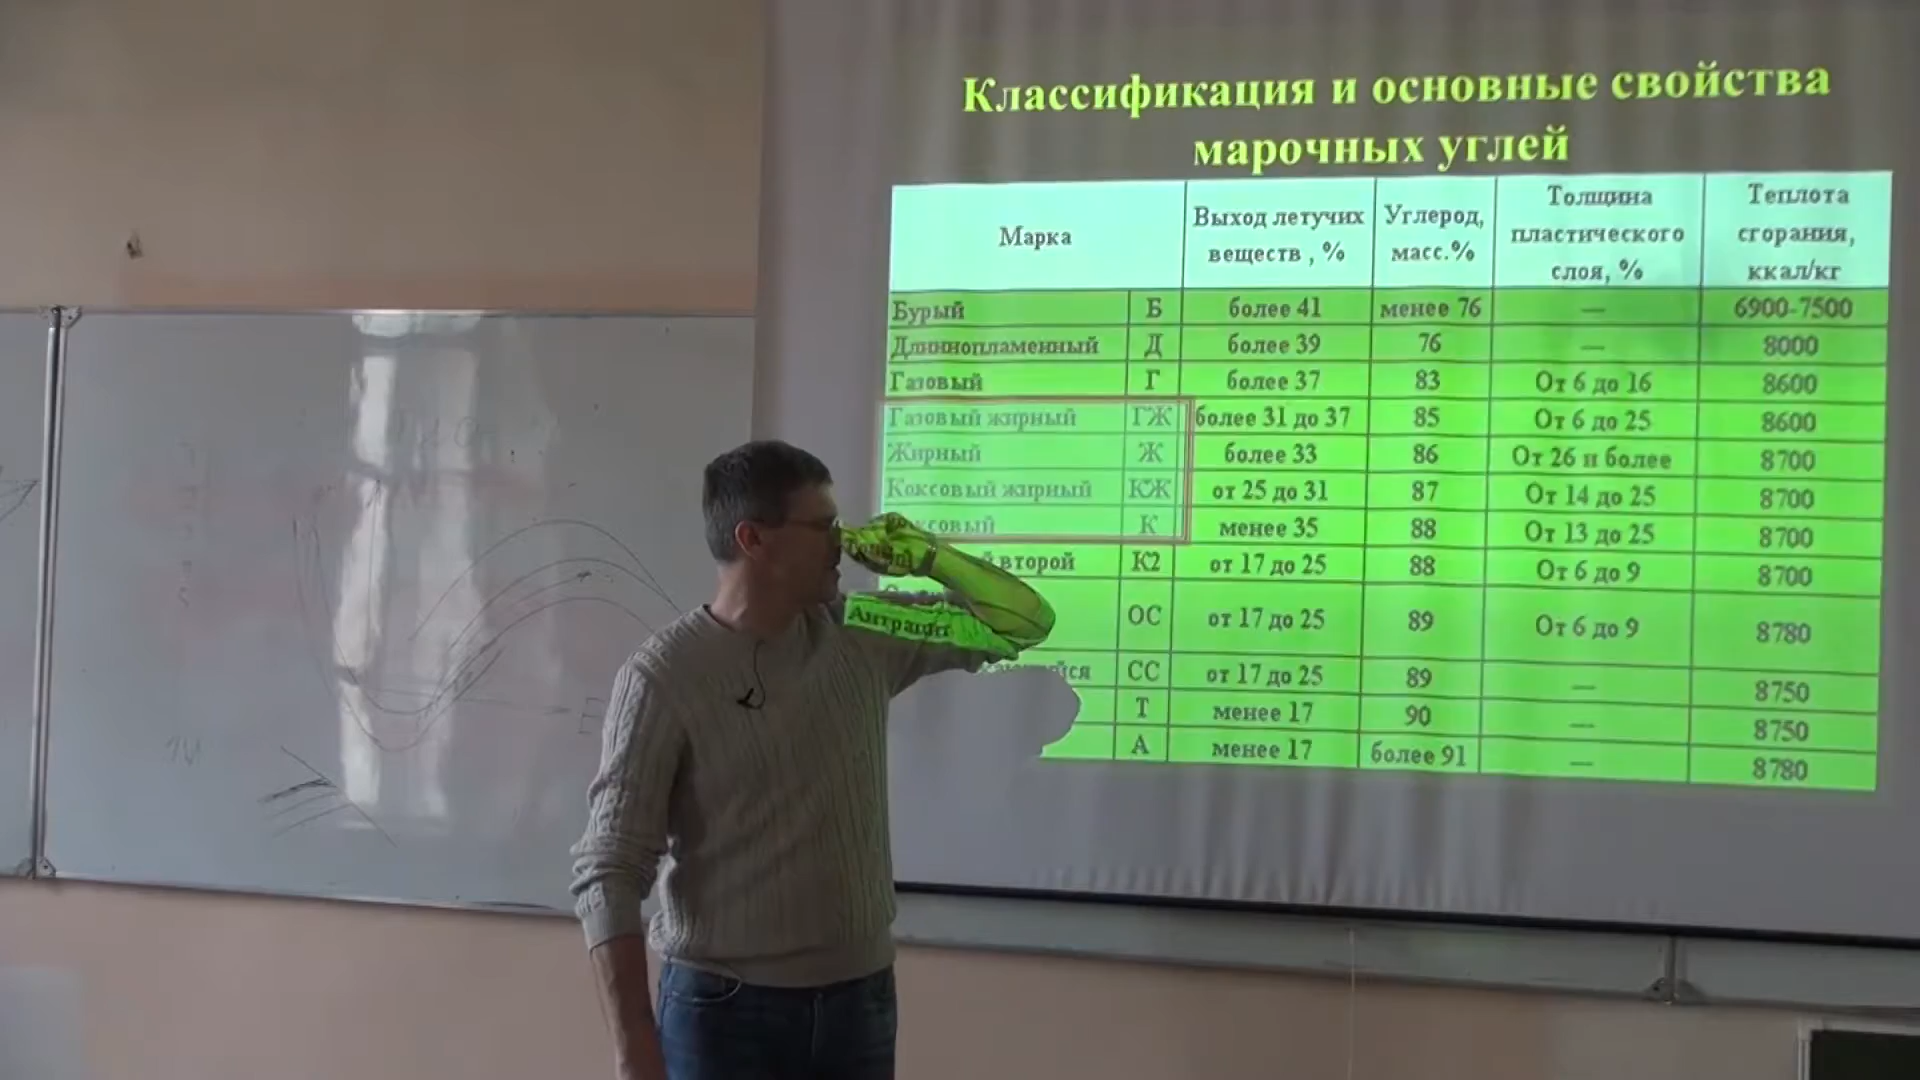 Классификация и основные свойства
марочных углей
Марка
Выход летучих
веществ , %
Углерод,
масс.%
Толщина
пластического
слоя, %
Теплота
сгорания,
ккал/кг
Бурый Б более 41 менее 76 — 6900-7500
Длиннопламенный Д более 39 76 — 8000
Газовый Г более 37 83 От 6 до 16 8600
Газовый жирный ГЖ более 31 до 37 85 От 6 до 25 8600
Жирный Ж более 33 86 От 26 и более 8700
Коксовый жирный КЖ от 25 до 31 87 От 14 до 25 8700
К менее 35 88 От 13 до 25 8700
второй К2 от 17 до 25 88 От 6 до 9 8700
ОС от 17 до 25 89 От 6 до 9 8780
СС от 17 до 25 89 — 8750
Т менее 17 90 — 8750
Антрацит А менее 17 более 91 — 8780